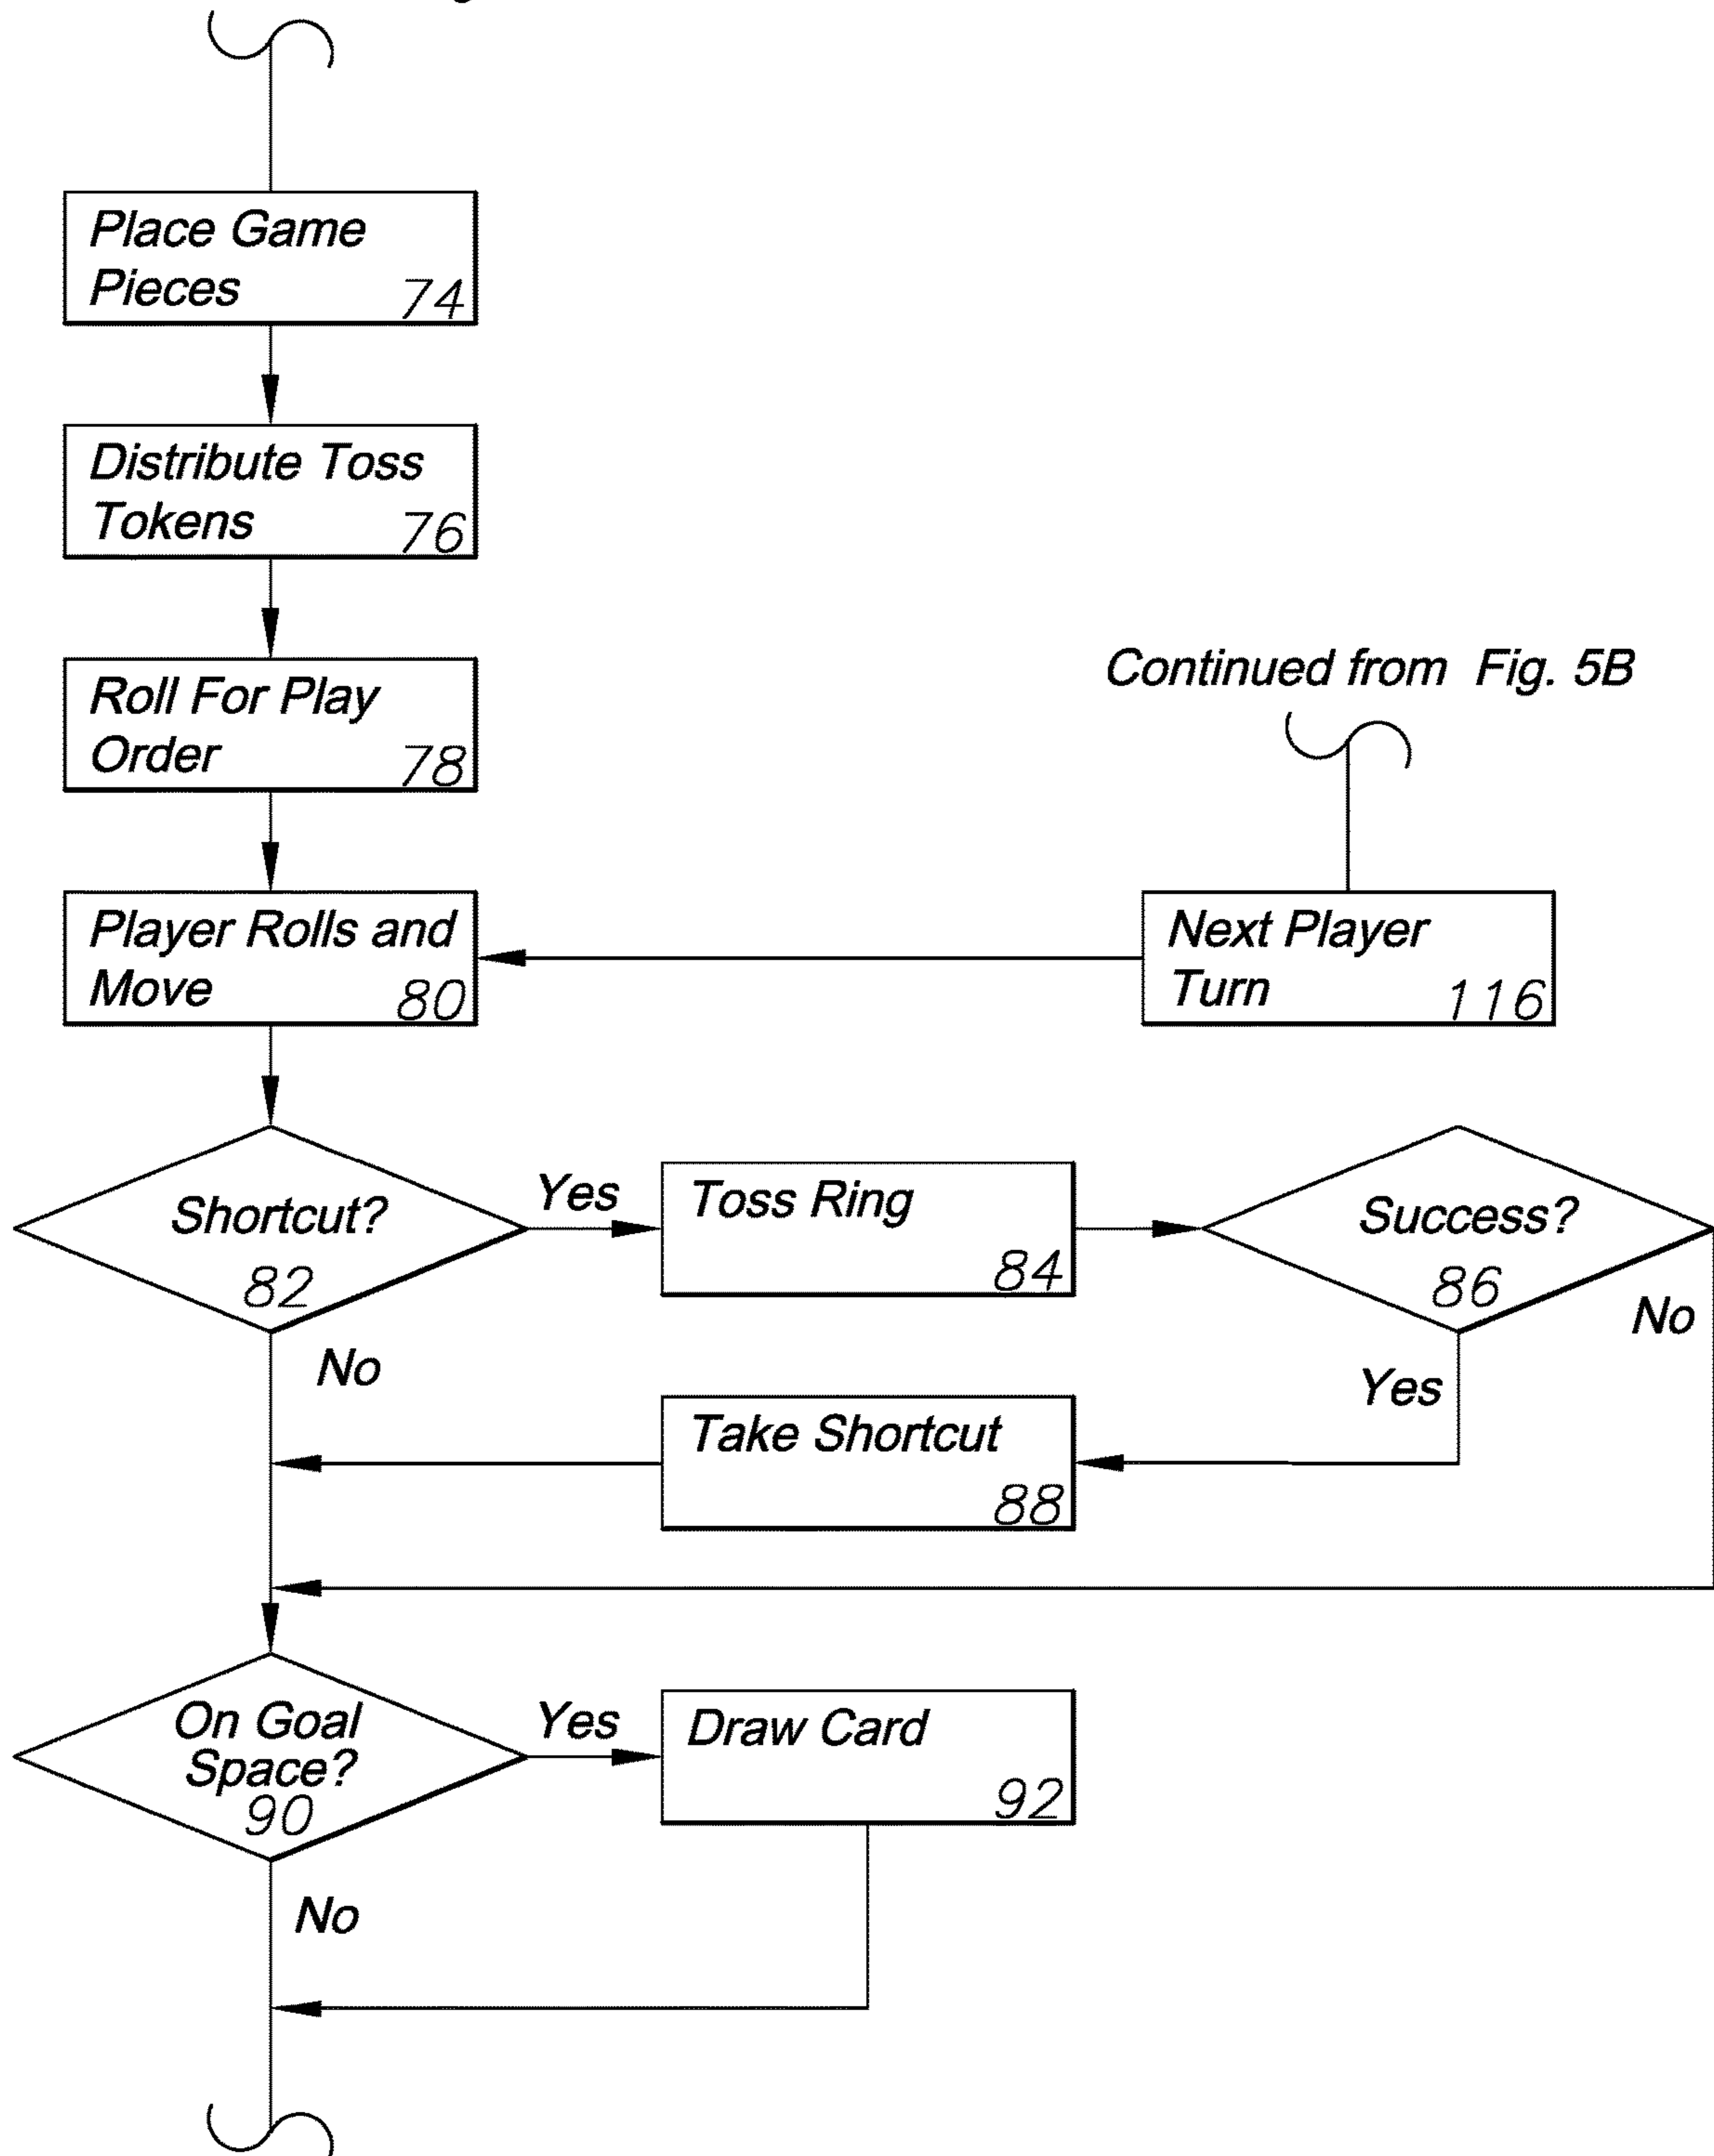 Place Game
Pieces
74
Distribute Toss
Tokens
76
Roll For Play
Order
78
Continued from Fig. 5B
Player Rolls and
Move
80
Next Player
Turn
116
Shortcut?
82
Yes
Toss Ring
84
Success?
86
No
No
Yes
Take Shortcut
88
On Goal
Space?
90
Yes
Draw Card
92
No